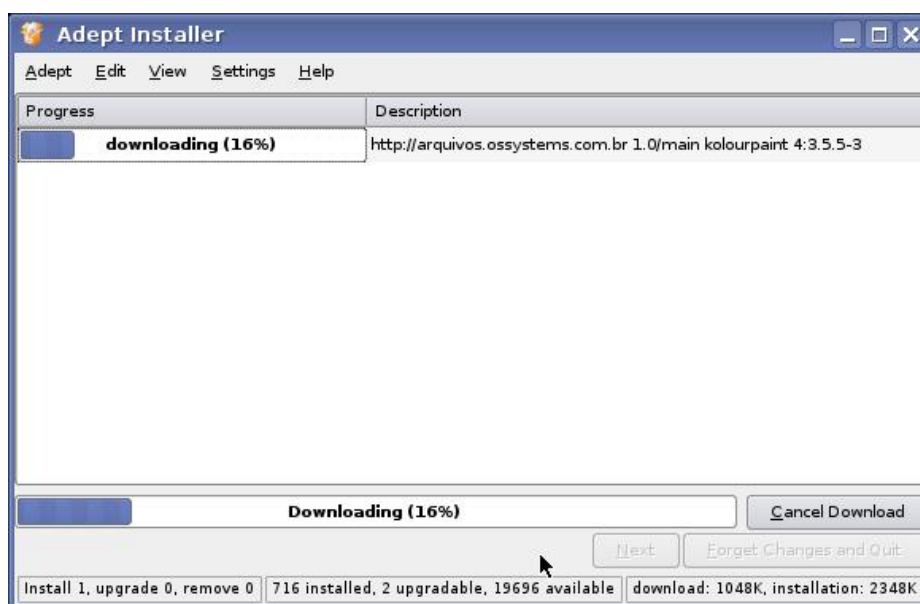 Adept Installer
Adept Edit View Settings Help
Progress Description
downloading (16%) http://arquivos.ossystems.com.br 1.0/main kolourpaint 4:3.5.5-3
Downloading (16%) Cancel Download
Next Forget Changes and Quit
Install 1, upgrade 0, remove 0 716 installed, 2 upgradable, 19696 available download: 1048K, installation: 2348K